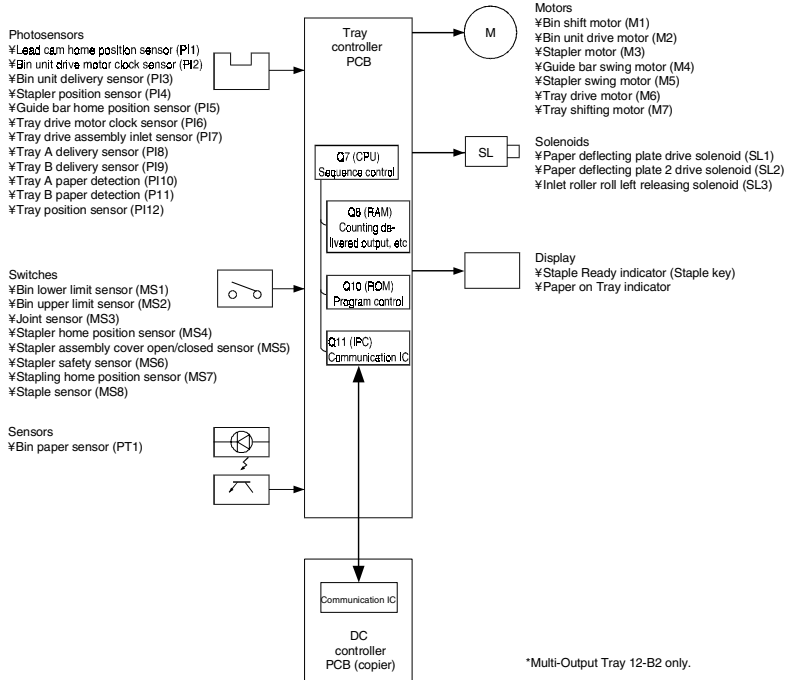 Photosensors
¥Lead cam home position sensor (PI1)
¥Bin unit drive motor clock sensor (PI2)
¥Bin unit delivery sensor (PI3)
¥Stapler position sensor (PI4)
¥Guide bar home position sensor (PI5)
¥Tray drive motor clock sensor (PI6)
¥Tray drive assembly inlet sensor (PI7)
¥Tray A delivery sensor (PI8)
¥Tray B delivery sensor (PI9)
¥Tray A paper detection (PI10)
¥Tray B paper detection (P11)
¥Tray position sensor (PI12)
Switches
¥Bin lower limit sensor (MS1)
¥Bin upper limit sensor (MS2)
¥Joint sensor (MS3)
¥Stapler home position sensor (MS4)
¥Stapler assembly cover open/closed sensor (MS5)
¥Stapler safety sensor (MS6)
¥Stapling home position sensor (MS7)
¥Staple sensor (MS8)
Sensors
¥Bin paper sensor (PT1)
Tray
controller
PCB
Q7 (CPU)
Sequence control
Q8 (RAM)
Counting de-
livered output, etc
Q10 (ROM)
Program control
Q11 (IPC)
Communication IC
Communication IC
DC
controller
PCB (copier)
M
Motors
¥Bin shift motor (M1)
¥Bin unit drive motor (M2)
¥Stapler motor (M3)
¥Guide bar swing motor (M4)
¥Stapler swing motor (M5)
¥Tray drive motor (M6)
¥Tray shifting motor (M7)
SL
Solenoids
¥Paper deflecting plate drive solenoid (SL1)
¥Paper deflecting plate 2 drive solenoid (SL2)
¥Inlet roller roll left releasing solenoid (SL3)
Display
¥Staple Ready indicator (Staple key)
¥Paper on Tray indicator
*Multi-Output Tray 12-B2 only.